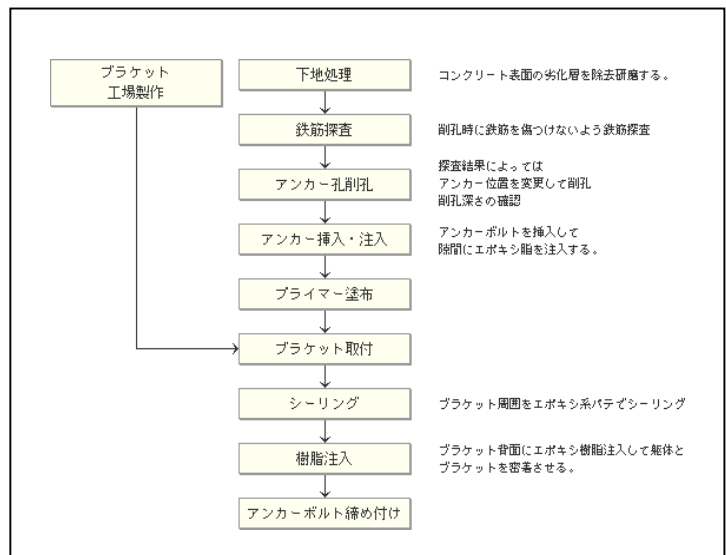 ブラケット
工場製作
下地処理
コンクリート表面の劣化層を除去研磨する。
鉄筋探査
削孔時に鉄筋を傷つけないよう鉄筋探査
アンカー孔削孔
探査結果によっては
アンカー位置を変更して削孔
削孔深さの確認
アンカー挿入・注入
アンカーボルトを挿入して
隙間にエポキシ脂を注入する。
プライマー塗布
ブラケット取付
シーリング
ブラケット周囲をエポキシ系パテでシーリング
樹脂注入
ブラケット背面にエポキシ樹脂注入して躯体と
ブラケットを密着させる。
アンカーボルト締め付け